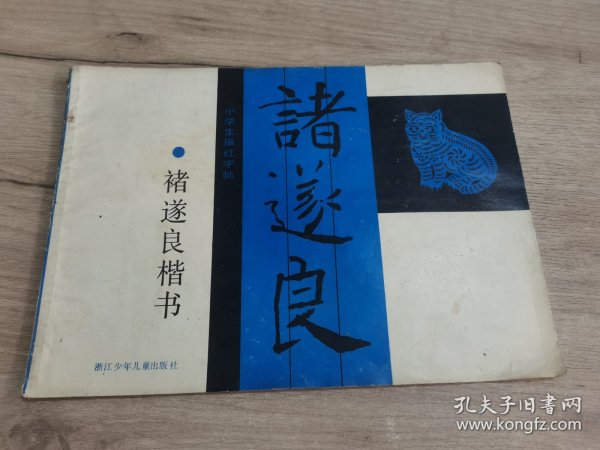 小学生描红字帖
諸遂良
褚遂良楷书
浙江少年儿童出版社
孔夫子旧书网
www.kongfz.com